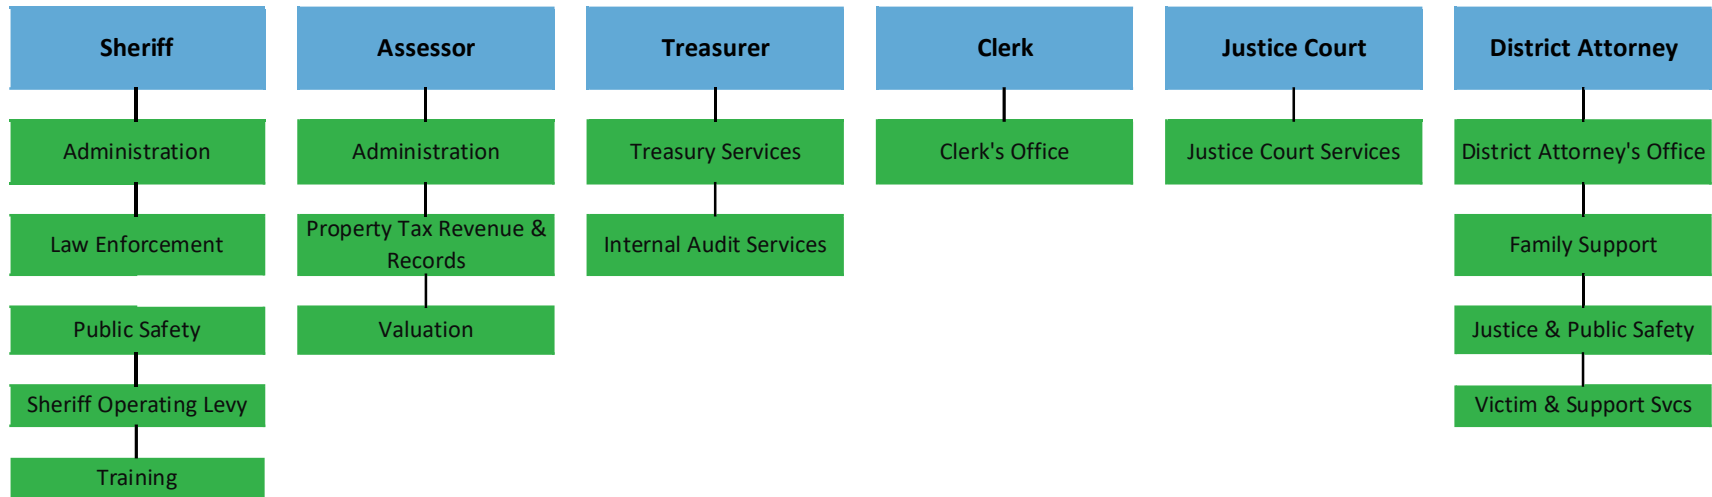 Sheriff
Assessor
Treasurer
Clerk
Justice Court
District Attorney
Administration
Administration
Treasury Services
Clerk's Office
Justice Court Services
District Attorney's Office
Law Enforcement
Property Tax Revenue &
Records
Internal Audit Services
Family Support
Public Safety
Valuation
Justice & Public Safety
Sheriff Operating Levy
Victim & Support Svcs
Training